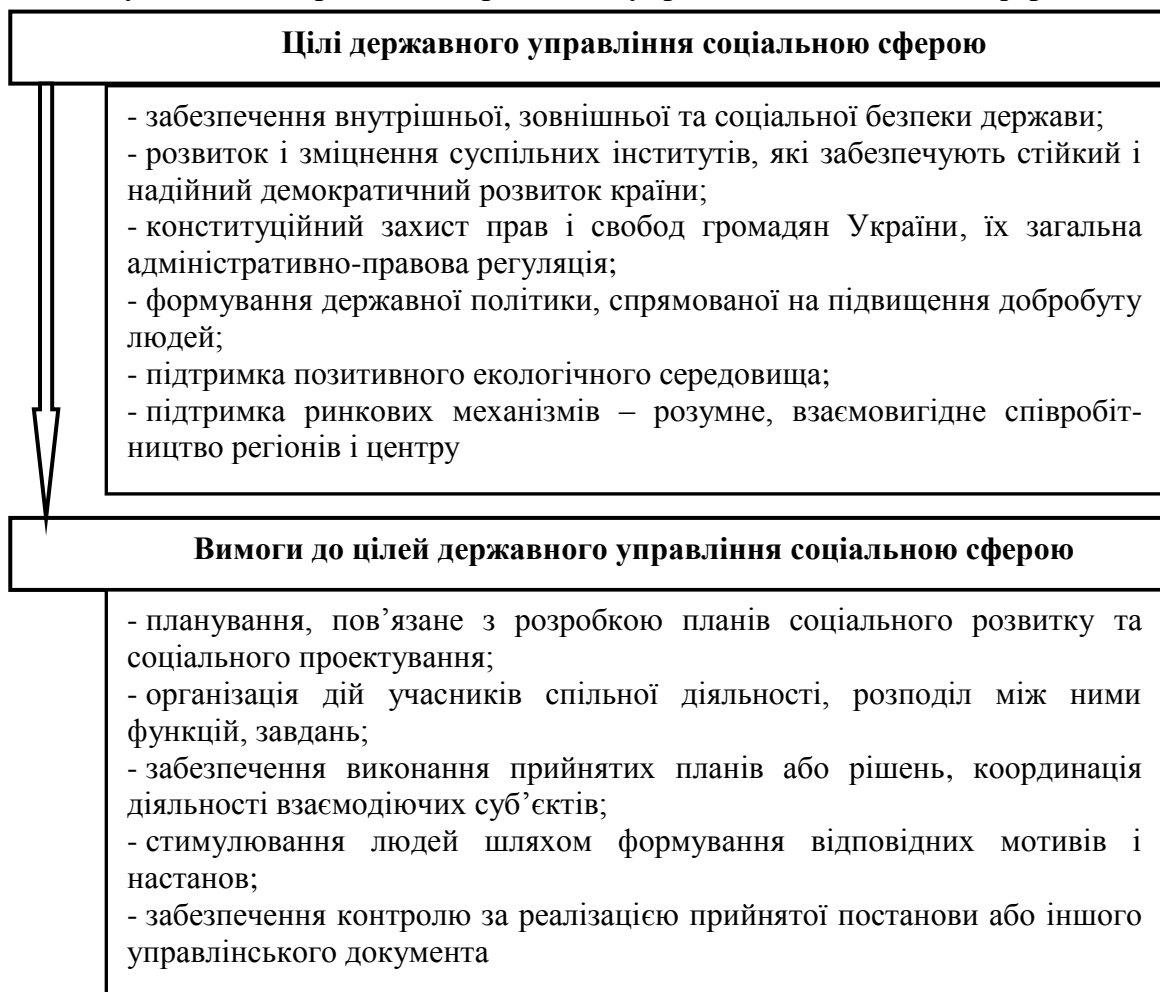 Цілі державного управління соціальною сферою
- забезпечення внутрішньої, зовнішньої та соціальної безпеки держави;
- розвиток і зміцнення суспільних інститутів, які забезпечують стійкий і
надійний демократичний розвиток країни;
- конституційний захист прав і свобод громадян України, їх загальна
адміністративно-правова регуляція;
- формування державної політики, спрямованої на підвищення добробуту
людей;
- підтримка позитивного екологічного середовища;
- підтримка ринкових механізмів – розумне, взаємовигідне співробіт-
ництво регіонів і центру
Вимоги до цілей державного управління соціальною сферою
- планування, пов’язане з розробкою планів соціального розвитку та
соціального проектування;
- організація дій учасників спільної діяльності, розподіл між ними
функцій, завдань;
- забезпечення виконання прийнятих планів або рішень, координація
діяльності взаємодіючих суб’єктів;
- стимулювання людей шляхом формування відповідних мотивів і
настанов;
- забезпечення контролю за реалізацією прийнятої постанови або іншого
управлінського документа